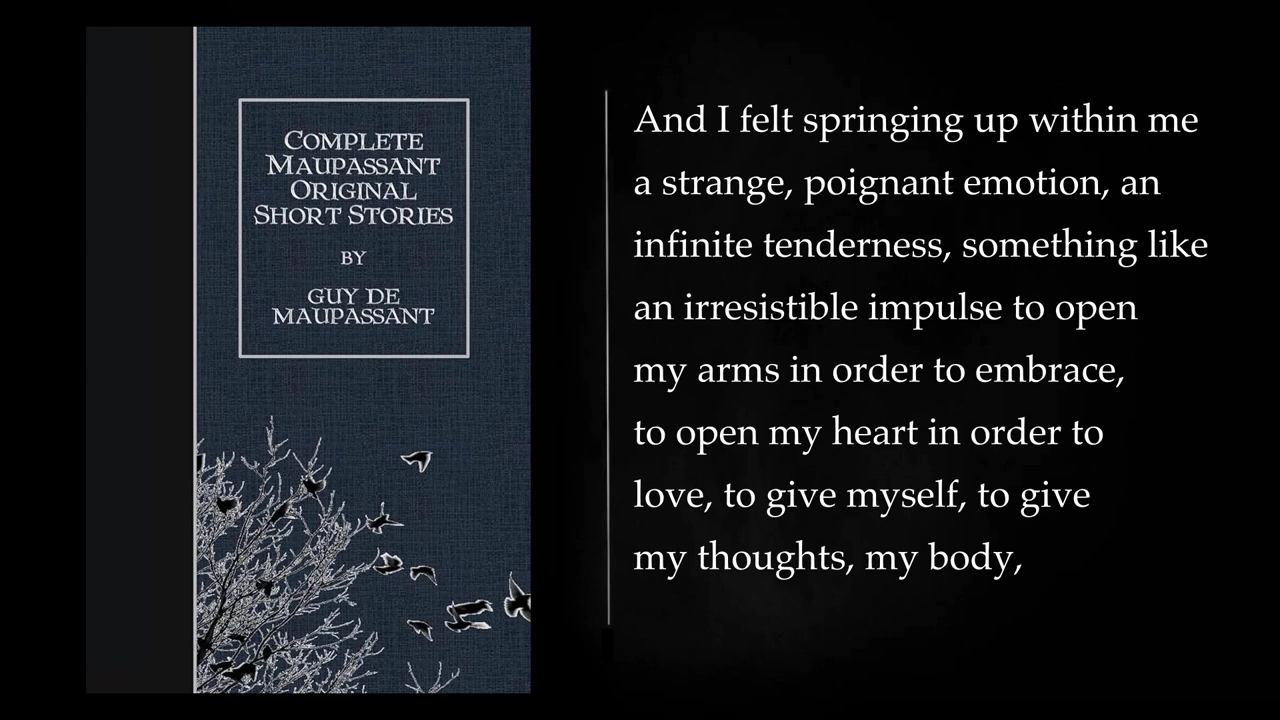 COMPLETE
MAUPASSANT
ORIGINAL
SHORT STORIES
BY
GUY DE
MAUPASSANT
And I felt springing up within me
a strange, poignant emotion, an
infinite tenderness, something like
an irresistible impulse to open
my arms in order to embrace,
to open my heart in order to
love, to give myself, to give
my thoughts, my body,